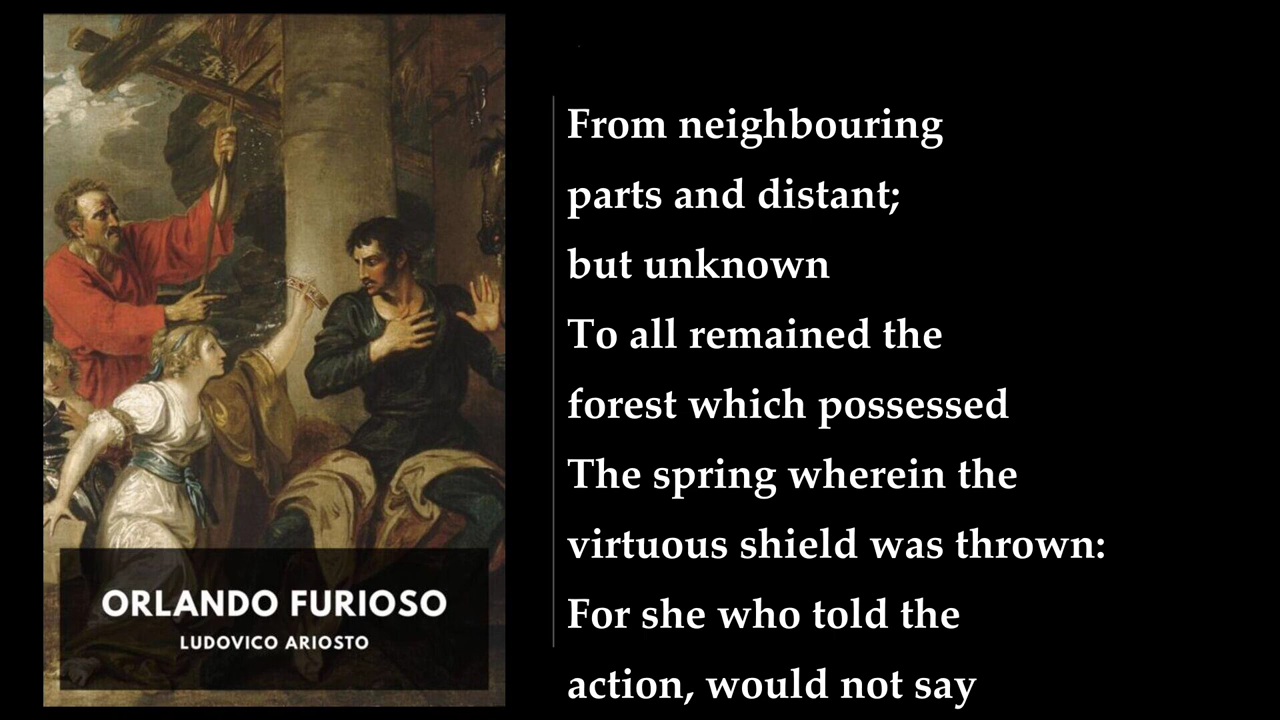 ORLANDO FURIOSO
LUDOVICO ARIOSTO
From neighbouring
parts and distant;
but unknown
To all remained the
forest which possessed
The spring wherein the
virtuous shield was thrown:
For she who told the
action, would not say